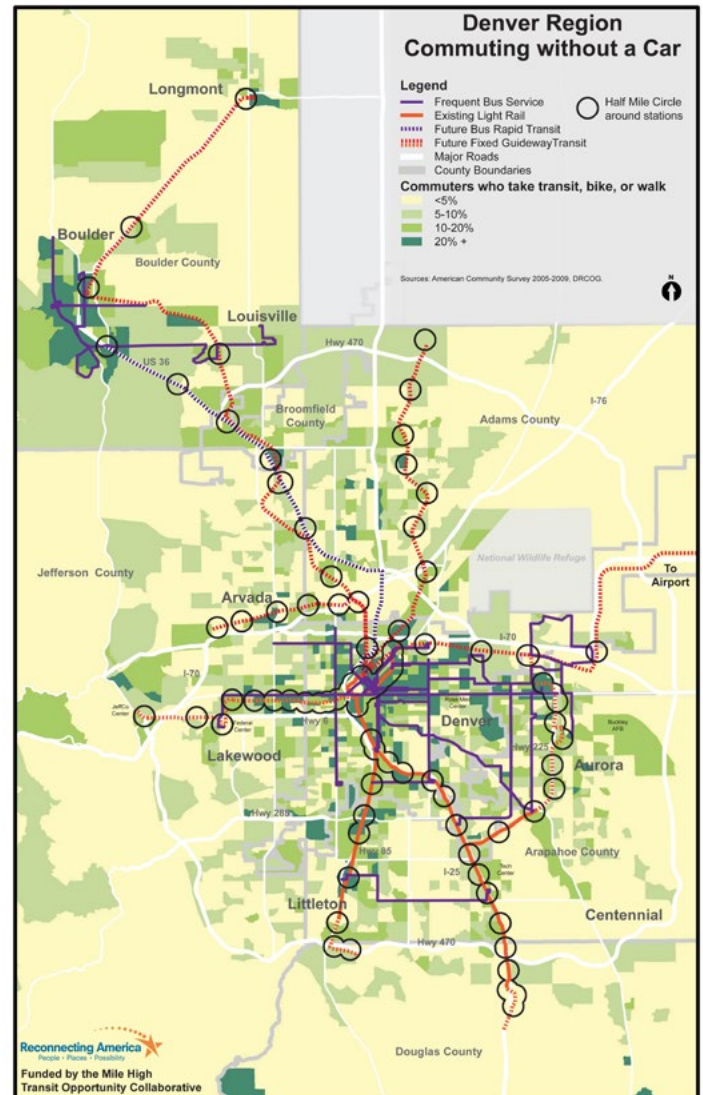 Denver Region
Commuting without a Car
Legend
Frequent Bus Service
Existing Light Rail
Future Bus Rapid Transit
Future Fixed GuidewayTransit
Major Roads
County Boundaries
Half Mile Circle
around stations
Commuters who take transit, bike, or walk
<5%
5-10%
10-20%
20% +
Sources: American Community Survey 2005-2009, DRCOG.
N
Longmont
Boulder
Boulder County
Louisville
US 36
Hwy 470
Broomfield
County
Adams County
I-76
National Wildlife Refuge
Jefferson County
Arvada
To
Airport
I-70
I-70
JeffCo
Center
Federal
Center
Hwy 6
Denver
Lakewood
Hwy 225
Buckley
AFB
Aurora
Hwy 285
Hwy 85
Arapahoe County
I-25
Tech
Center
Littleton
Centennial
Hwy 470
Douglas County
Reconnecting America
People • Places • Possibility
Funded by the Mile High
Transit Opportunity Collaborative